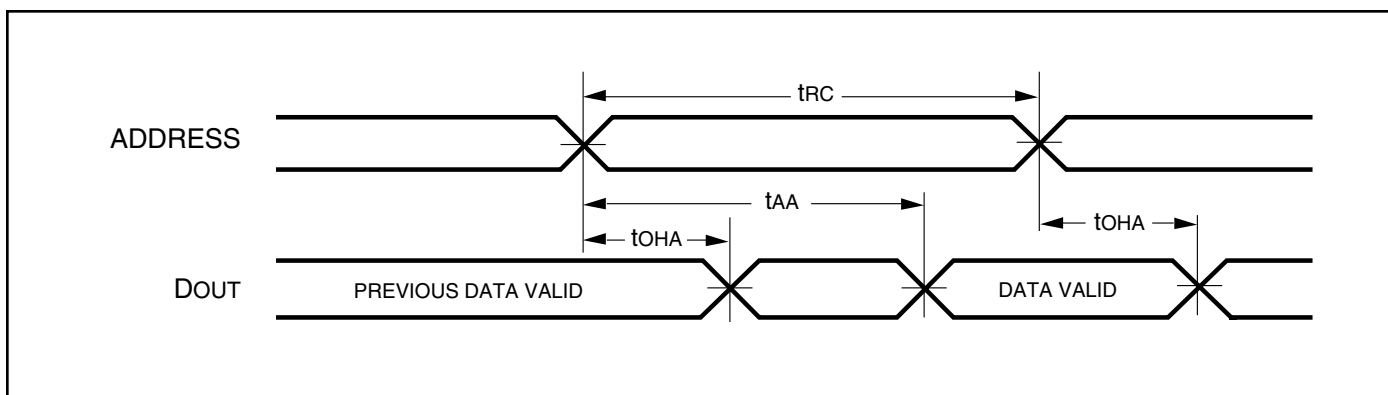 tRC
ADDRESS
tAA
tOHA
tOHA
DOUT
PREVIOUS DATA VALID
DATA VALID